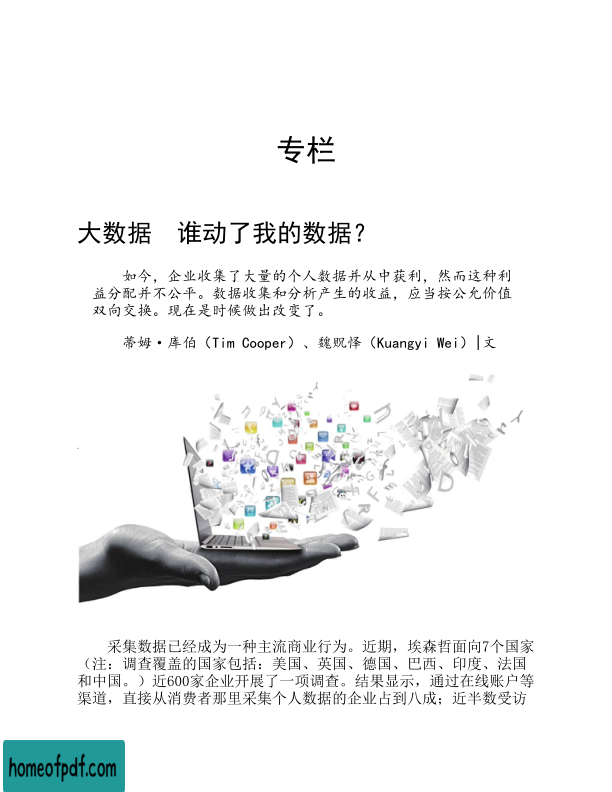 专栏
大数据　谁动了我的数据？
如今，企业收集了大量的个人数据并从中获利，然而这种利
益分配并不公平。数据收集和分析产生的收益，应当按公允价值
双向交换。现在是时候做出改变了。
蒂姆·库伯（Tim Cooper）、魏贶怿（Kuangyi Wei）|文
采集数据已经成为一种主流商业行为。近期，埃森哲面向7个国家
（注：调查覆盖的国家包括：美国、英国、德国、巴西、印度、法国
和中国。）近600家企业开展了一项调查。结果显示，通过在线账户等
渠道，直接从消费者那里采集个人数据的企业占到八成；近半数受访
homeofpdf.com